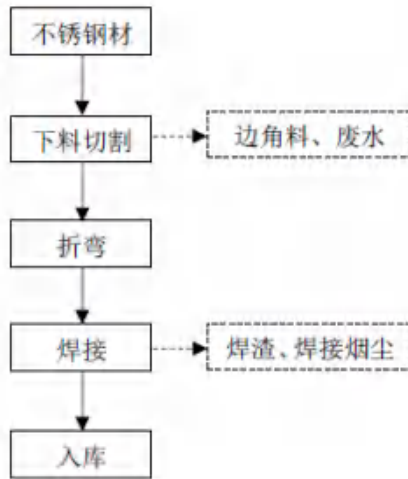 不锈钢材
下料切割
边角料、废水
折弯
焊接
焊渣、焊接烟尘
入库